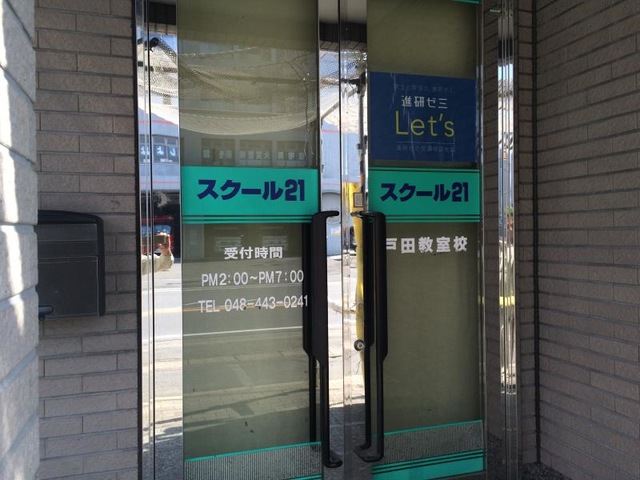 スクール21
受付時間
PM2:00〜PM7:00
TEL 048-443-0241
進研ゼミ
Let's
スクール21
戸田教室校